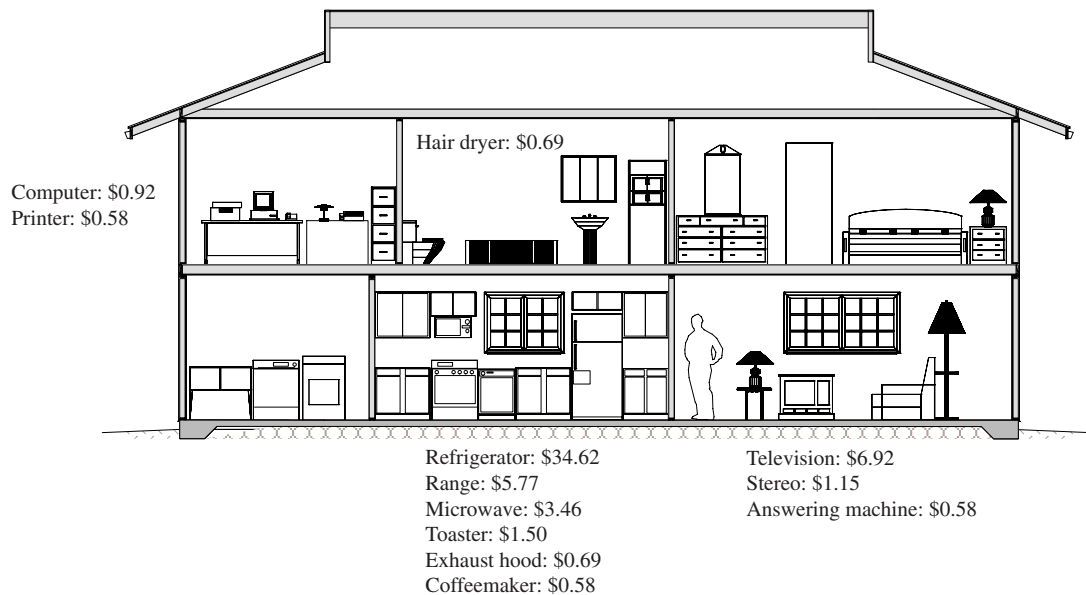 Hair dryer: $0.69
Computer: $0.92
Printer: $0.58
Refrigerator: $34.62
Range: $5.77
Microwave: $3.46
Toaster: $1.50
Exhaust hood: $0.69
Coffeemaker: $0.58
Television: $6.92
Stereo: $1.15
Answering machine: $0.58